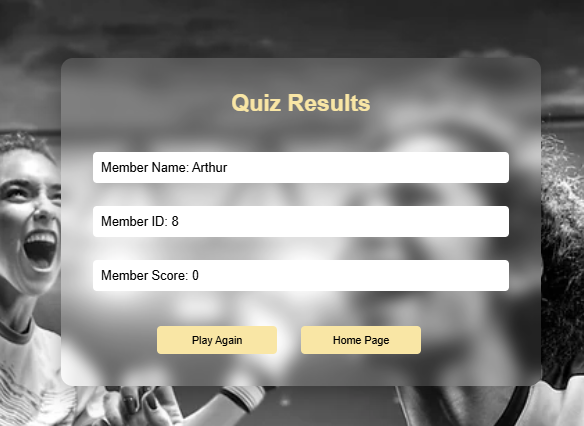 Quiz Results
Member Name: Arthur
Member ID: 8
Member Score: 0
Play Again
Home Page